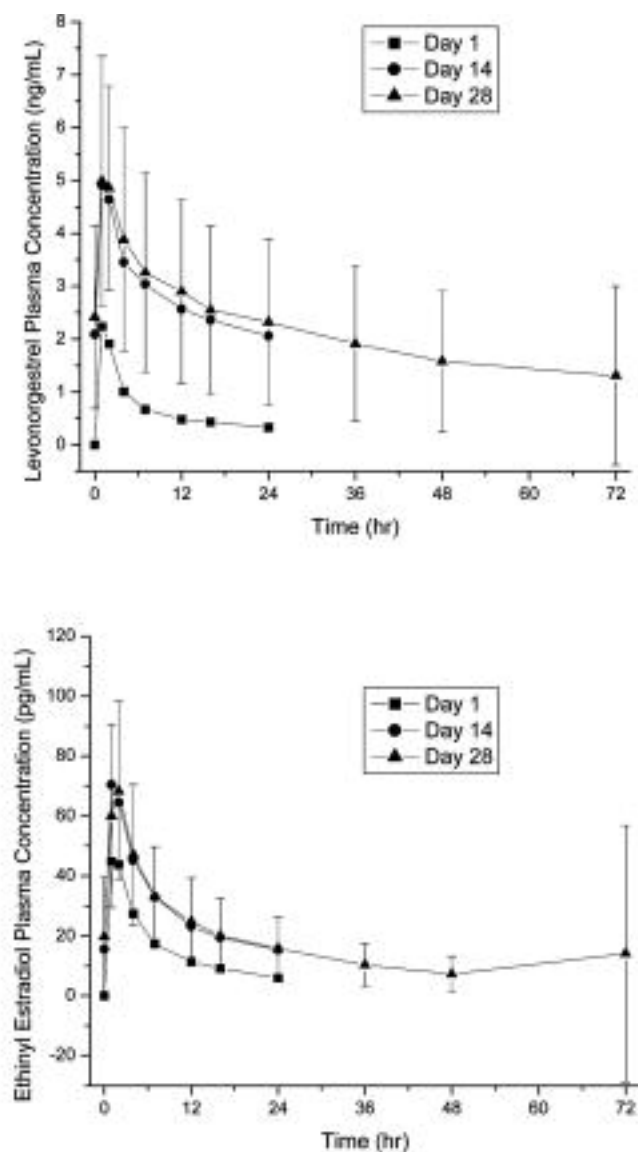 8
7
6
5
4
3
2
1
0
Levonorgestrel Plasma Concentration (ng/mL)
Day 1
Day 14
Day 28
0 12 24 36 48 60 72
Time (hr)
120
100
80
60
40
20
0
-20
Ethinyl Estradiol Plasma Concentration (pg/mL)
Day 1
Day 14
Day 28
0 12 24 36 48 60 72
Time (hr)